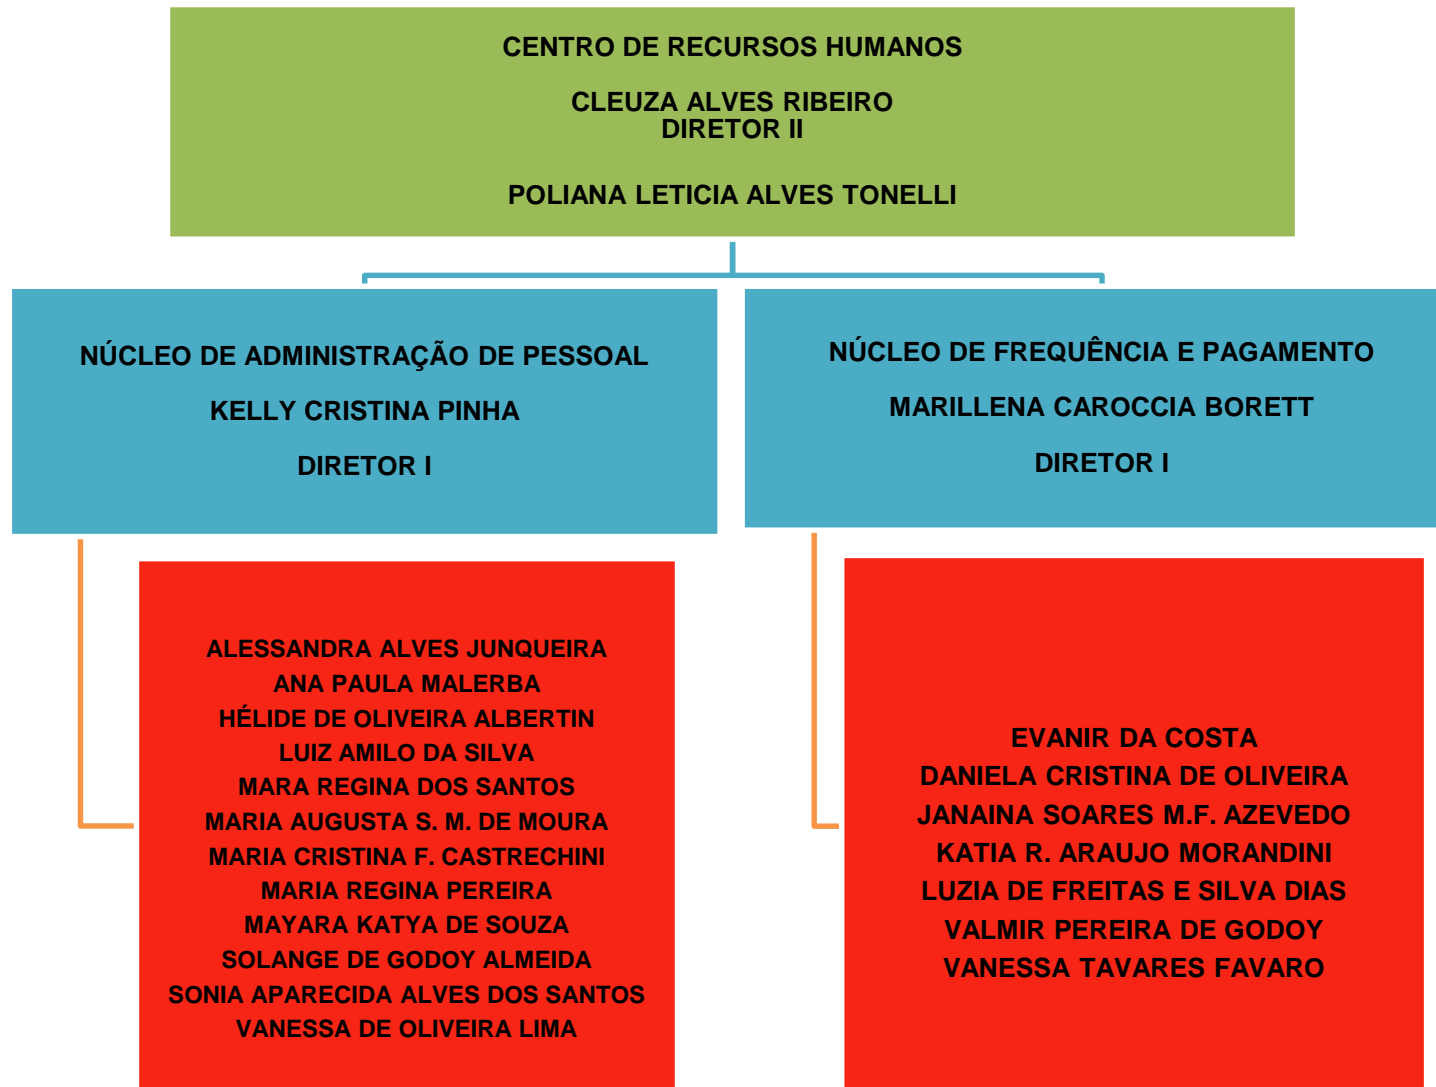 CENTRO DE RECURSOS HUMANOS
CLEUZA ALVES RIBEIRO
DIRETOR II
POLIANA LETICIA ALVES TONELLI
NÚCLEO DE ADMINISTRAÇÃO DE PESSOAL
KELLY CRISTINA PINHA
DIRETOR I
NÚCLEO DE FREQUÊNCIA E PAGAMENTO
MARILLENA CAROCCIA BORETT
DIRETOR I
ALESSANDRA ALVES JUNQUEIRA
ANA PAULA MALERBA
HÉLIDE DE OLIVEIRA ALBERTIN
LUIZ AMILO DA SILVA
MARA REGINA DOS SANTOS
MARIA AUGUSTA S. M. DE MOURA
MARIA CRISTINA F. CASTRECHINI
MARIA REGINA PEREIRA
MAYARA KATYA DE SOUZA
SOLANGE DE GODOY ALMEIDA
SONIA APARECIDA ALVES DOS SANTOS
VANESSA DE OLIVEIRA LIMA
EVANIR DA COSTA
DANIELA CRISTINA DE OLIVEIRA
JANAINA SOARES M.F. AZEVEDO
KATIA R. ARAUJO MORANDINI
LUZIA DE FREITAS E SILVA DIAS
VALMIR PEREIRA DE GODOY
VANESSA TAVARES FAVARO